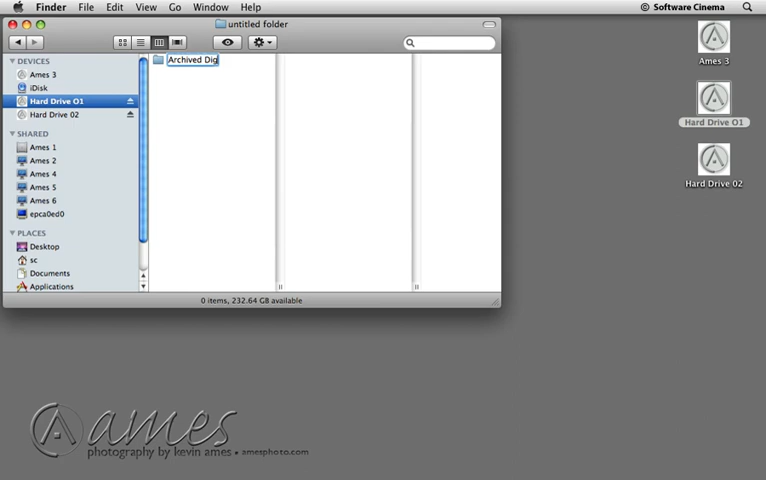 Finder File Edit View Go Window Help
© Software Cinema
untitled folder
DEVICES
Ames 3
iDisk
Hard Drive O1
Hard Drive 02
SHARED
Ames 1
Ames 2
Ames 4
Ames 5
Ames 6
epca0ed0
PLACES
Desktop
sc
Documents
Applications
Archived Dig
0 items, 232.64 GB available
Ames 3
Hard Drive O1
Hard Drive 02
ames
photography by kevin ames • amesphoto.com